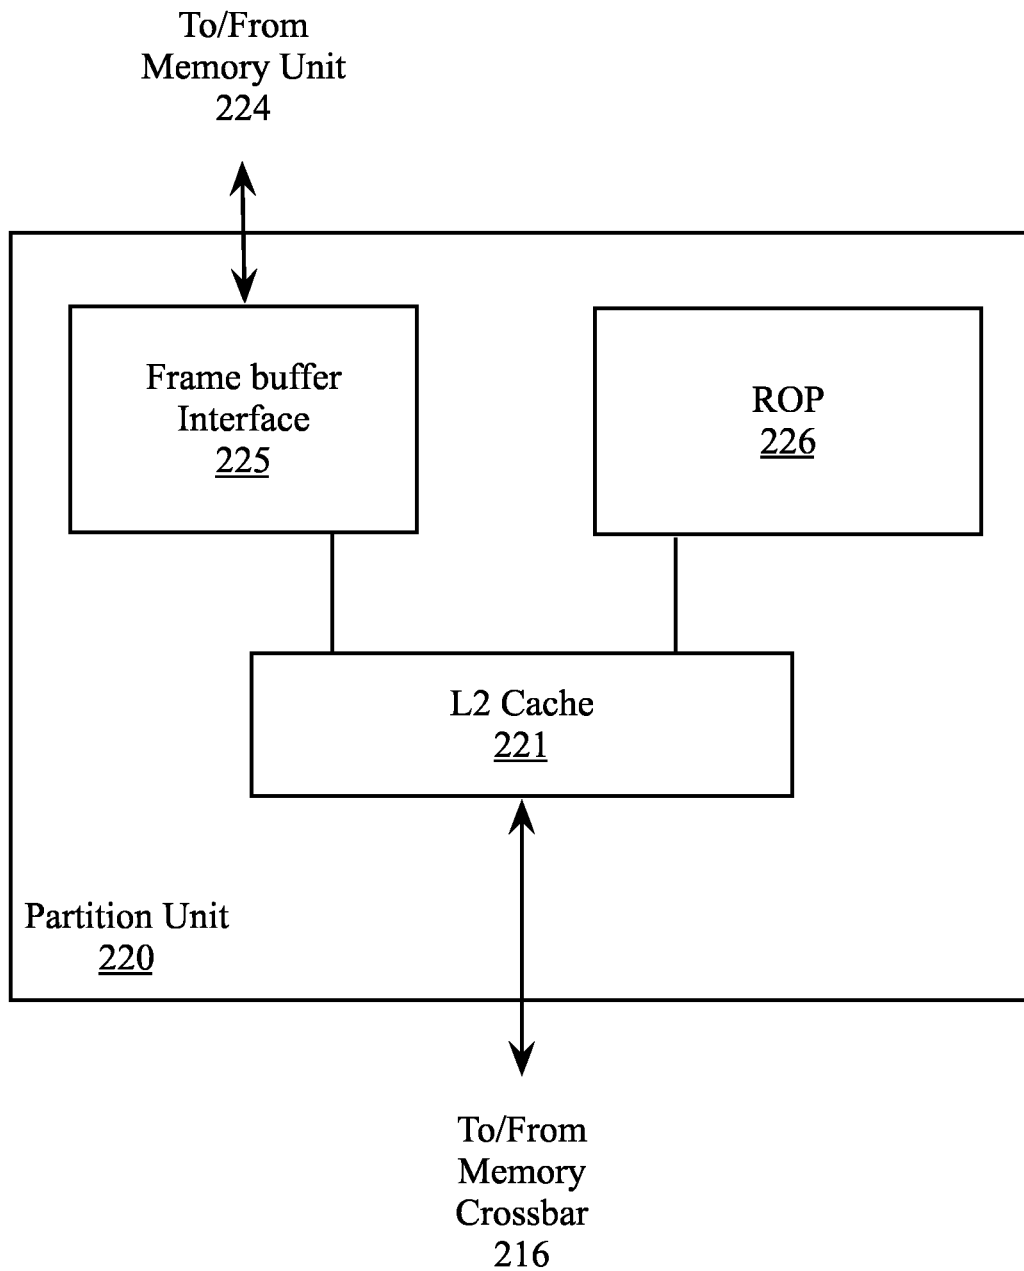 To/From
Memory Unit
224
Frame buffer
Interface
225
ROP
226
L2 Cache
221
Partition Unit
220
To/From
Memory
Crossbar
216